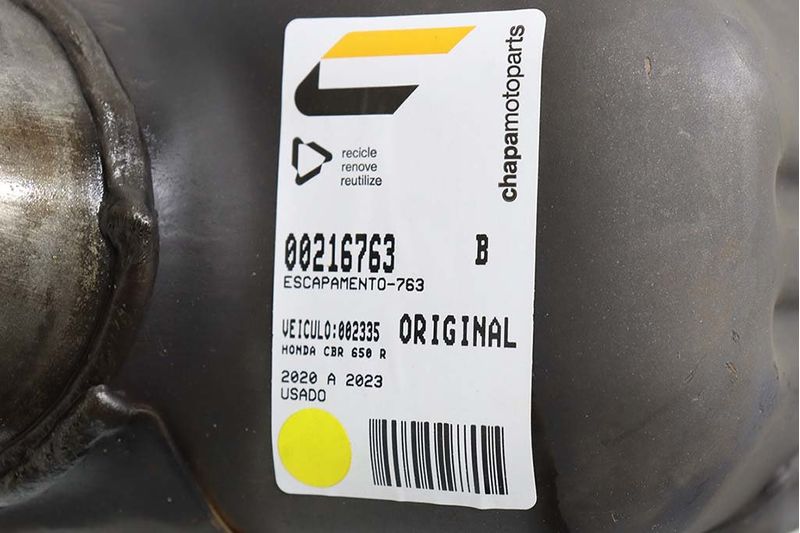 chapamotoparts
recicle
renove
reutilize
00216763 B
ESCAPAMENTO-763
VEICULO:002335 ORIGINAL
HONDA CBR 650 R
2020 A 2023
USADO